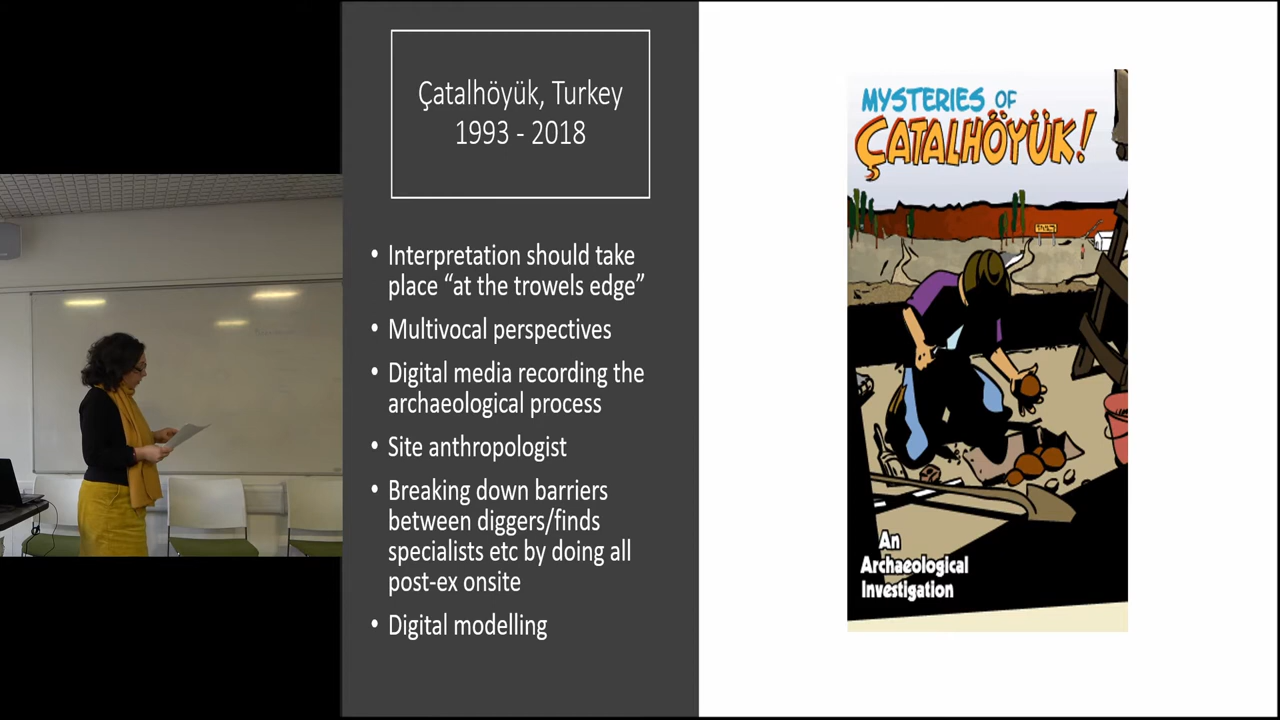 Çatalhöyük, Turkey
1993 - 2018
• Interpretation should take
place “at the trowels edge”
• Multivocal perspectives
• Digital media recording the
archaeological process
• Site anthropologist
• Breaking down barriers
between diggers/finds
specialists etc by doing all
post-ex onsite
• Digital modelling
MYSTERIES OF
ÇATALHÖYÜK!
An
Archaeological
Investigation